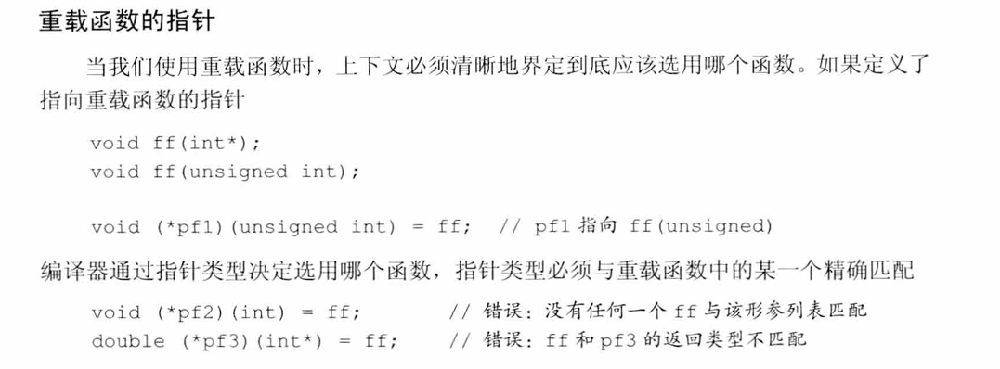 重载函数的指针
当我们使用重载函数时，上下文必须清晰地界定到底应该选用哪个函数。如果定义了
指向重载函数的指针
void ff(int*);
void ff(unsigned int);
void (*pf1)(unsigned int) = ff; // pf1 指向 ff(unsigned)
编译器通过指针类型决定选用哪个函数，指针类型必须与重载函数中的某一个精确匹配
void (*pf2)(int) = ff; // 错误：没有任何一个 ff 与该形参列表匹配
double (*pf3)(int*) = ff; // 错误：ff 和 pf3 的返回类型不匹配